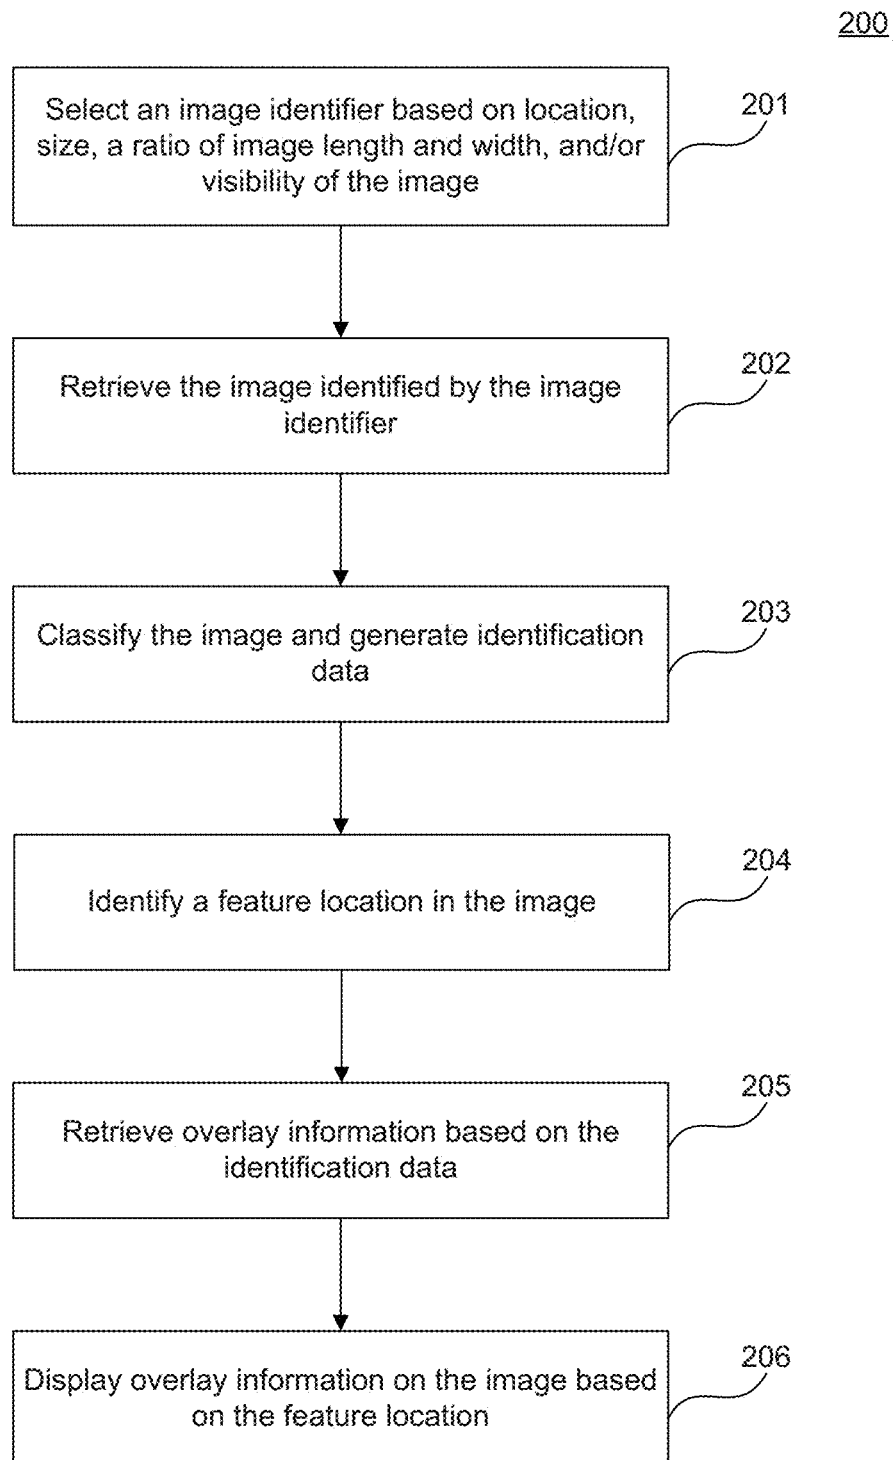 200
Select an image identifier based on location,
size, a ratio of image length and width, and/or
visibility of the image
201
Retrieve the image identified by the image
identifier
202
Classify the image and generate identification
data
203
Identify a feature location in the image
204
Retrieve overlay information based on the
identification data
205
Display overlay information on the image based
on the feature location
206